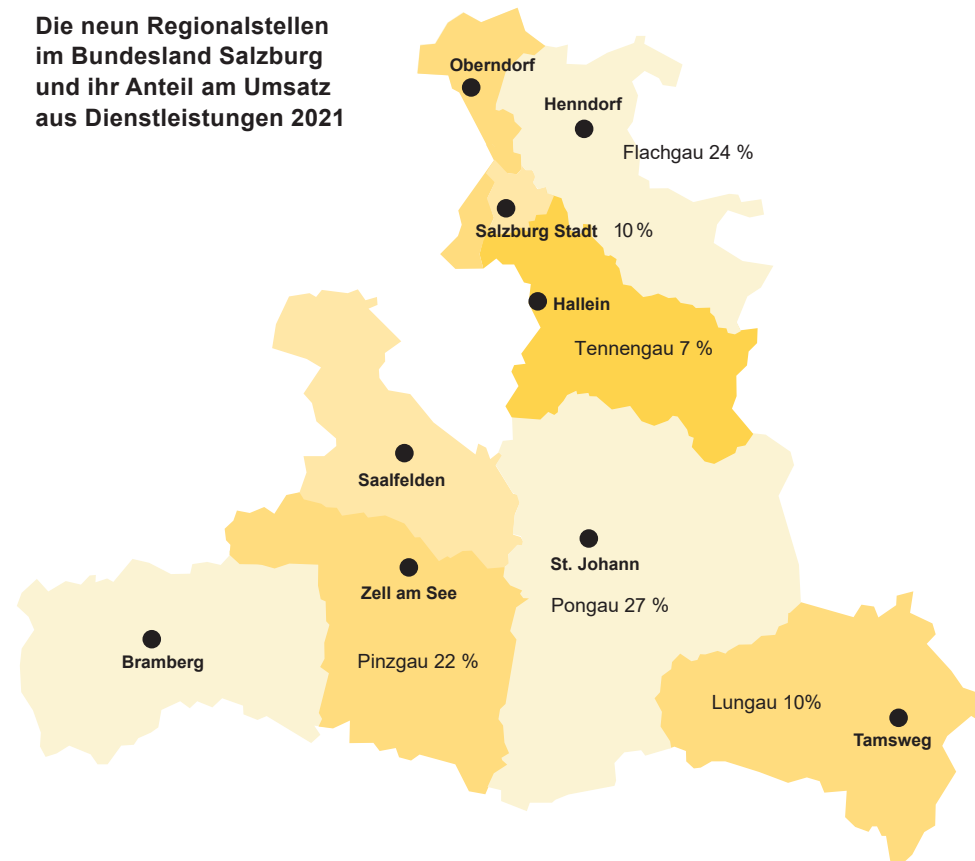 Die neun Regionalstellen
im Bundesland Salzburg
und ihr Anteil am Umsatz
aus Dienstleistungen 2021
Oberndorf
Henndorf
Flachgau 24 %
Salzburg Stadt 10 %
Hallein
Tennengau 7 %
Saalfelden
St. Johann
Zell am See
Pongau 27 %
Bramberg
Pinzgau 22 %
Lungau 10%
Tamsweg